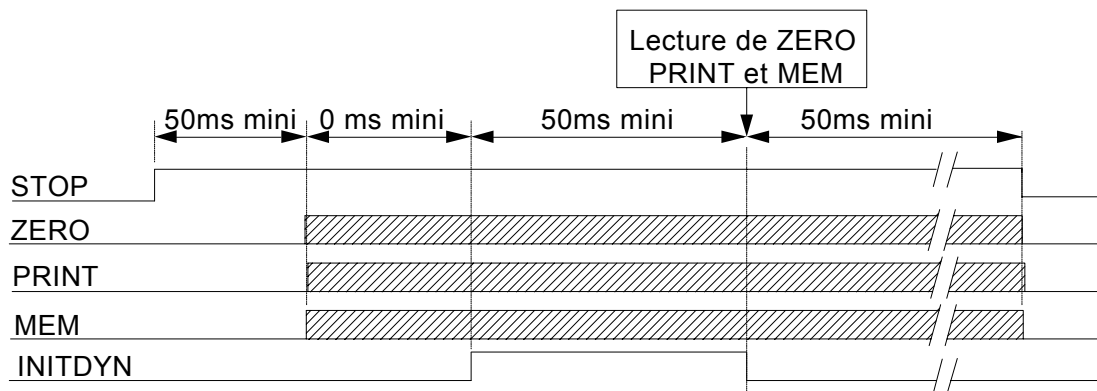 Lecture de ZERO
PRINT et MEM
50ms mini 0 ms mini 50ms mini 50ms mini
STOP
ZERO
PRINT
MEM
INITDYN